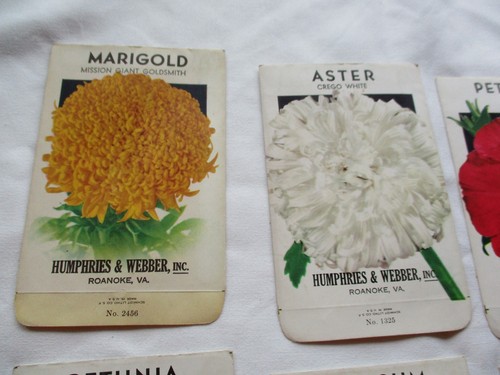 MARIGOLD
MISSION GIANT GOLDSMITH
HUMPHRIES & WEBBER, INC.
ROANOKE, VA.
No. 2456
ASTER
CREGO WHITE
HUMPHRIES & WEBBER, INC.
ROANOKE, VA.
No. 1325
PET
PETUNIA